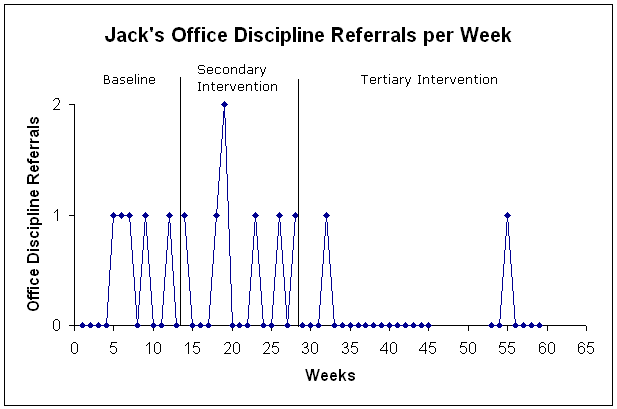 Jack's Office Discipline Referrals per Week
Baseline
Secondary
Intervention
Tertiary Intervention
Office Discipline Referrals
2
1
0
0 5 10 15 20 25 30 35 40 45 50 55 60 65
Weeks